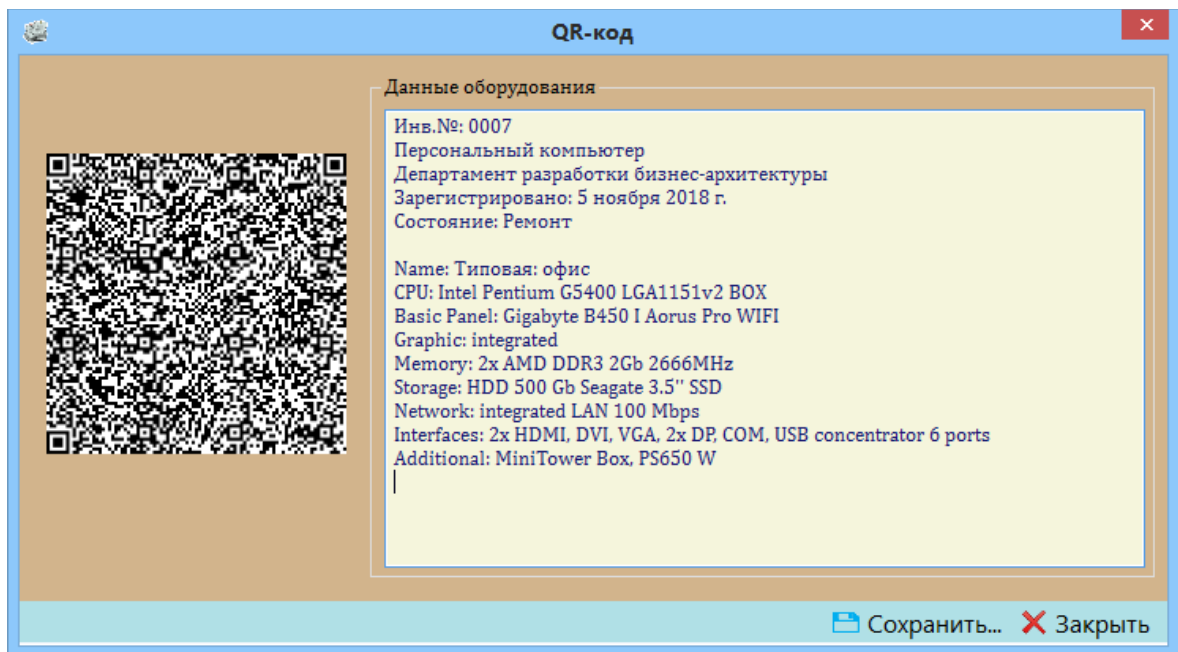 QR-код
Данные оборудования
Инв.№: 0007
Персональный компьютер
Департамент разработки бизнес-архитектуры
Зарегистрировано: 5 ноября 2018 г.
Состояние: Ремонт
Name: Типовая: офис
CPU: Intel Pentium G5400 LGA1151v2 BOX
Basic Panel: Gigabyte B450 I Aorus Pro WIFI
Graphic: integrated
Memory: 2x AMD DDR3 2Gb 2666MHz
Storage: HDD 500 Gb Seagate 3.5'' SSD
Network: integrated LAN 100 Mbps
Interfaces: 2x HDMI, DVI, VGA, 2x DP, COM, USB concentrator 6 ports
Additional: MiniTower Box, PS650 W
Сохранить... Закрыть